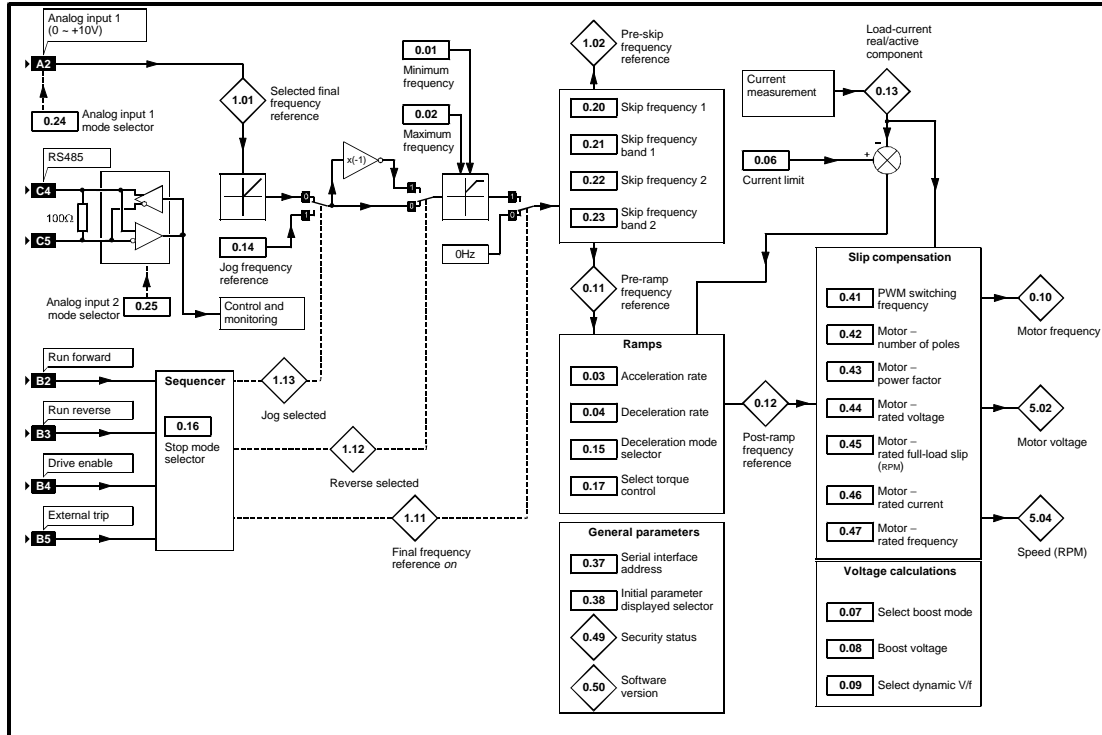 Analog input 1
(0 ~ +10V)
A2
0.24
Analog input 1
mode selector
1.01
Selected final
frequency
reference
RS485
C4
100Ω
C5
Analog input 2
mode selector
0.25
Control and
monitoring
0.14
Jog frequency
reference
0
1
x(-1)
1
0
0.01
Minimum
frequency
0.02
Maximum
frequency
1
0
0Hz
1.02
Pre-skip
frequency
reference
0.20 Skip frequency 1
0.21 Skip frequency
band 1
0.22 Skip frequency 2
0.23 Skip frequency
band 2
0.11
Pre-ramp
frequency
reference
Load-current
real/active
component
Current
measurement
0.13
0.06
Current limit
+
–
Run forward
B2
Run reverse
B3
Drive enable
B4
External trip
B5
Sequencer
0.16
Stop mode
selector
1.13
Jog selected
1.12
Reverse selected
1.11
Final frequency
reference on
Ramps
0.03 Acceleration rate
0.04 Deceleration rate
0.15 Deceleration mode
selector
0.17 Select torque
control
0.12
Post-ramp
frequency
reference
General parameters
0.37 Serial interface
address
0.38 Initial parameter
displayed selector
0.49 Security status
0.50 Software
version
Slip compensation
0.41 PWM switching
frequency
0.42 Motor –
number of poles
0.43 Motor –
power factor
0.44 Motor –
rated voltage
0.45 Motor –
rated full-load slip
(RPM)
0.46 Motor –
rated current
0.47 Motor –
rated frequency
0.10
Motor frequency
5.02
Motor voltage
5.04
Speed (RPM)
Voltage calculations
0.07 Select boost mode
0.08 Boost voltage
0.09 Select dynamic V/f